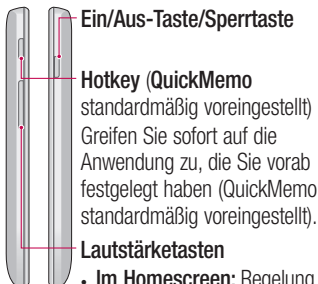 Ein/Aus-Taste/Sperrtaste
Hotkey (QuickMemo
standardmäßig voreingestellt)
Greifen Sie sofort auf die
Anwendung zu, die Sie vorab
festgelegt haben (QuickMemo
standardmäßig voreingestellt).
Lautstärketasten
• Im Homescreen: Regelung